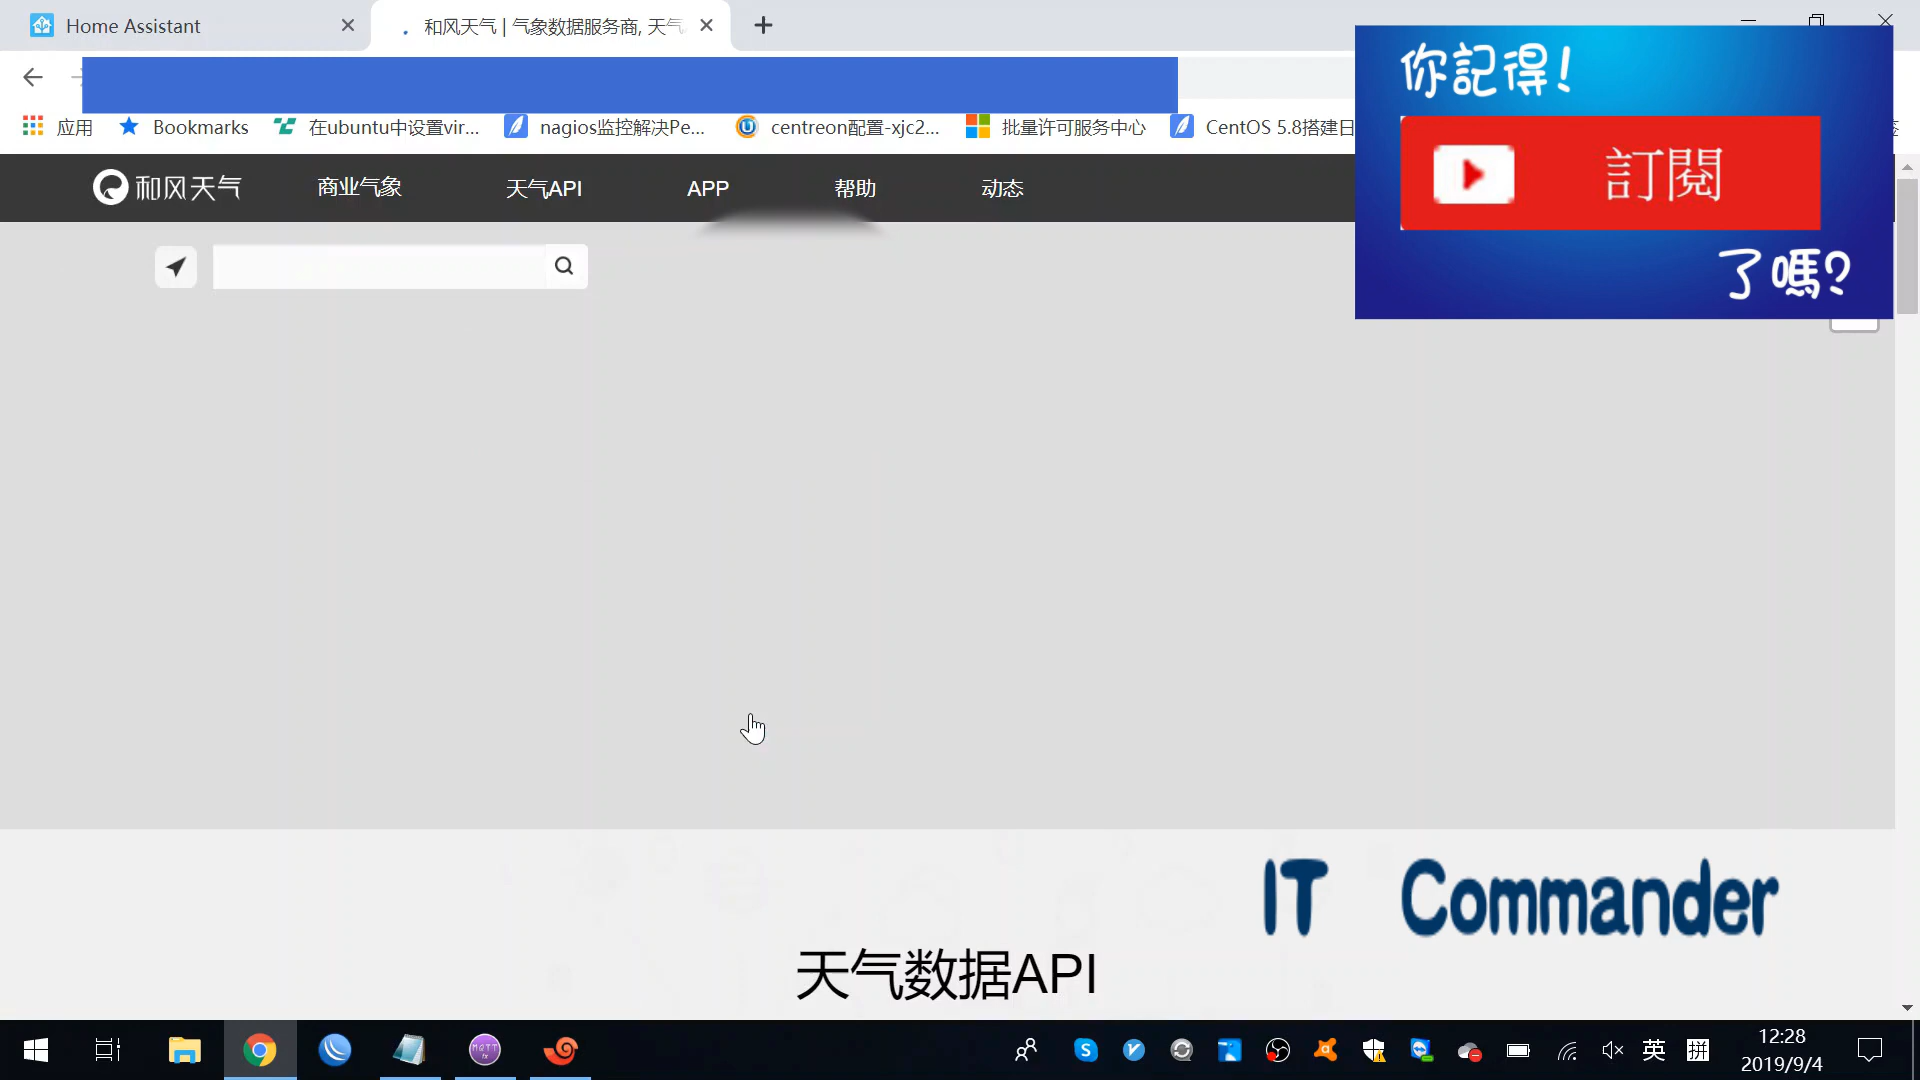 Home Assistant
和风天气 | 气象数据服务商, 天气
应用
Bookmarks
在ubuntu中设置vir...
nagios监控解决Pe...
centreon配置-xjc2...
批量许可服务中心
CentOS 5.8搭建日
你記得!
訂閱
了嗎?
和风天气
商业气象
天气API
APP
帮助
动态
IT Commander
天气数据API
英
拼
12:28
2019/9/4